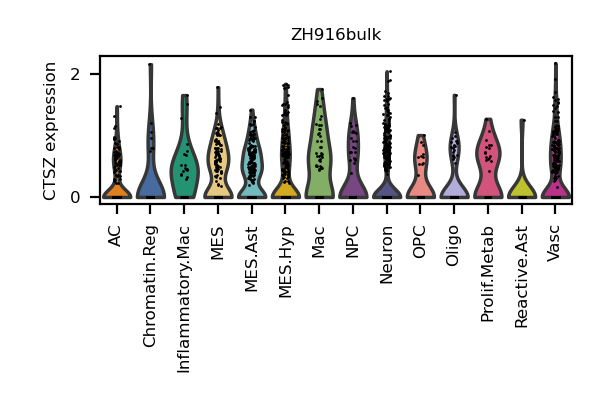 ZH916bulk
CTSZ expression
2
0
AC
Chromatin.Reg
Inflammatory.Mac
MES
MES.Ast
MES.Hyp
Mac
NPC
Neuron
OPC
Oligo
Prolif.Metab
Reactive.Ast
Vasc